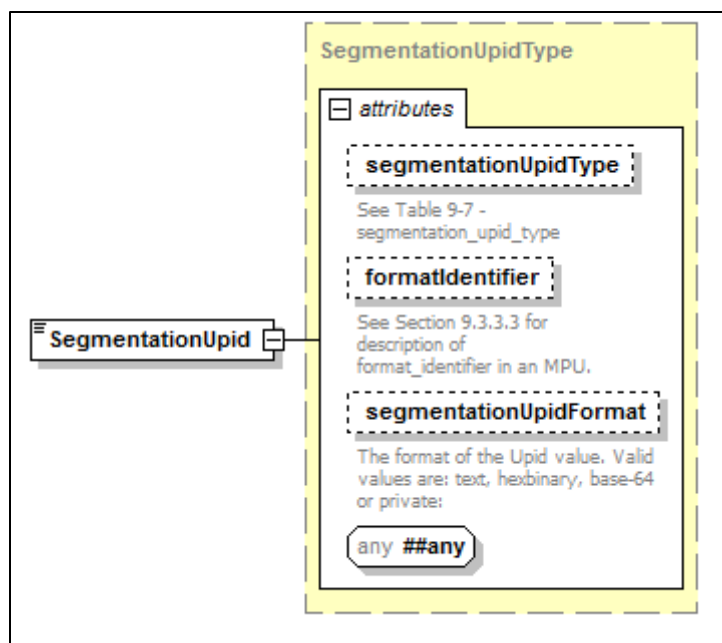 SegmentationUpidType
attributes
segmentationUpidType
See Table 9-7 -
segmentation_upid_type
formatIdentifier
See Section 9.3.3.3 for
description of
format_identifier in an MPU.
SegmentationUpid
segmentationUpidFormat
The format of the Upid value. Valid
values are: text, hexbinary, base-64
or private:
any ##any